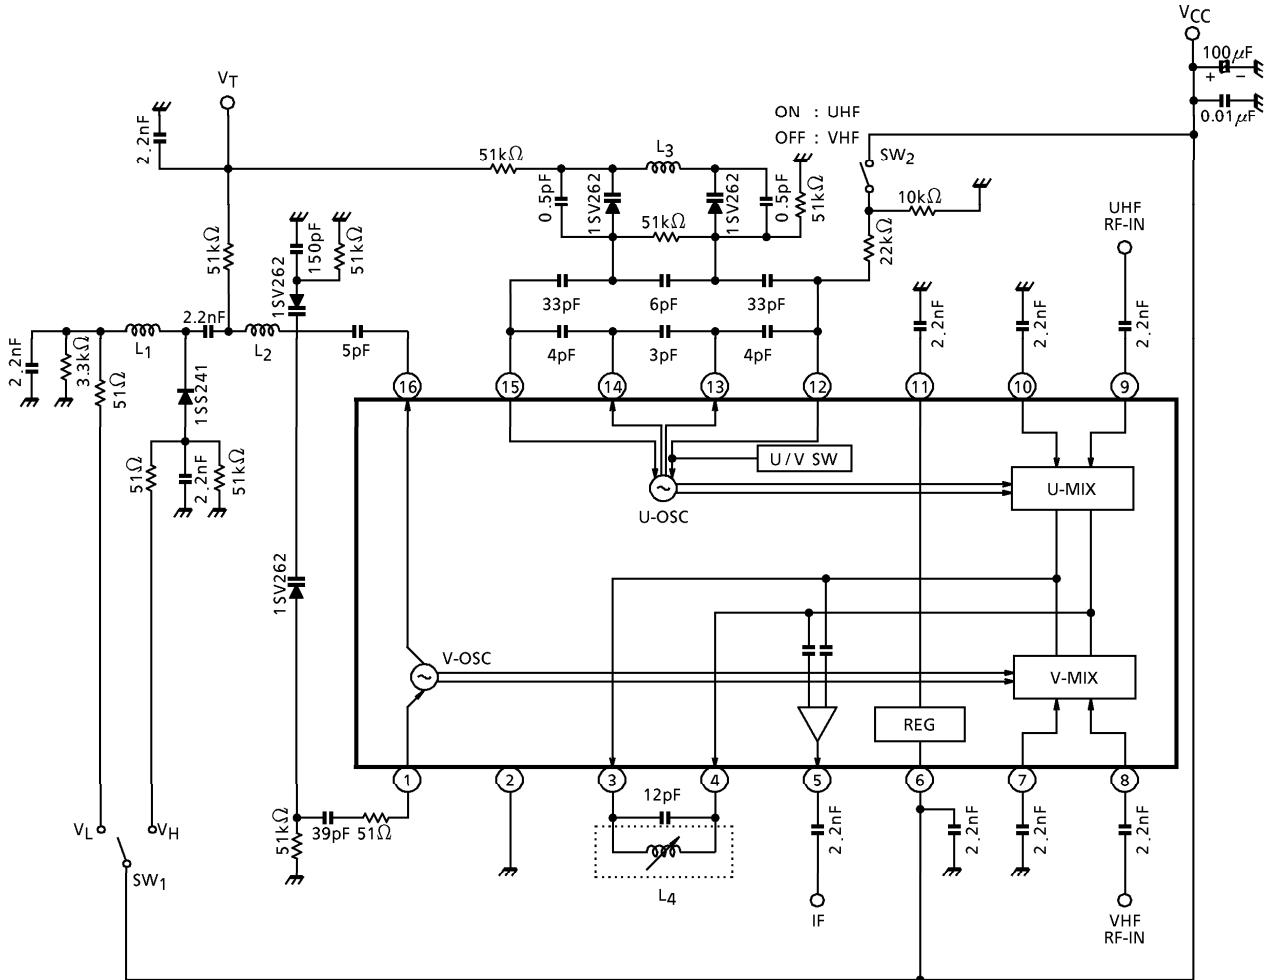 VCC
100μF
+ −
0.01μF
VT
2.2nF
ON : UHF
OFF : VHF
SW2
51kΩ
L3
0.5pF
1SV262
51kΩ
1SV262
0.5pF
51kΩ
10kΩ
22kΩ
UHF
RF-IN
51kΩ
1SV262
150pF
51kΩ
33pF
6pF
33pF
2.2nF
2.2nF
2.2nF
2.2nF
L1
L2
5pF
4pF
3pF
4pF
2.2nF
3.3kΩ
51Ω
1SS241
16
15
14
13
12
11
10
9
51Ω
2.2nF
51kΩ
U/V SW
U-OSC
U-MIX
1SV262
V-OSC
V-MIX
REG
1
2
3
4
5
6
7
8
VL
VH
SW1
51kΩ
39pF
51Ω
12pF
L4
2.2nF
2.2nF
2.2nF
2.2nF
IF
VHF
RF-IN